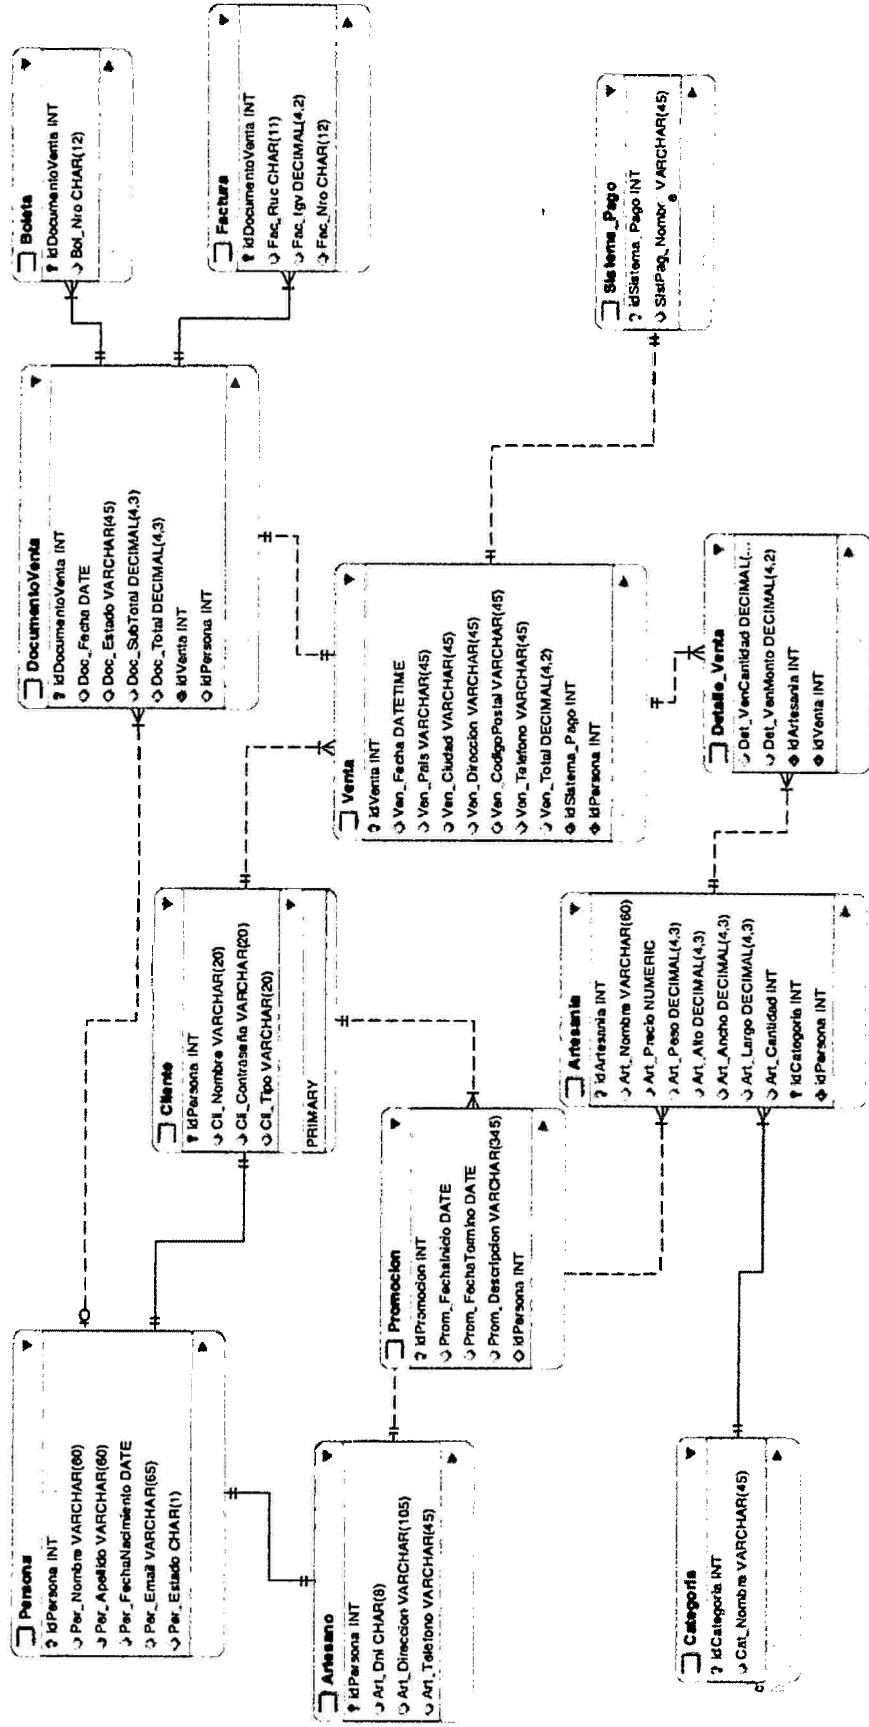 Persona
idPersona INT
Per_Nombre VARCHAR(60)
Per_Apellido VARCHAR(60)
Per_FechaNacimiento DATE
Per_Email VARCHAR(65)
Per_Estado CHAR(1)
Artesano
idPersona INT
Art_Dni CHAR(8)
Art_Direccion VARCHAR(105)
Art_Telefono VARCHAR(45)
Categoria
idCategoria INT
Cat_Nombre VARCHAR(45)
Promocion
idPromocion INT
Prom_FechaInicio DATE
Prom_FechaTermino DATE
Prom_Descripcion VARCHAR(345)
idPersona INT
Cliente
idPersona INT
Cli_Nombre VARCHAR(20)
Cli_Contraseña VARCHAR(20)
Cli_Tipo VARCHAR(20)
PRIMARY
Artesania
idArtesania INT
Art_Nombre VARCHAR(60)
Art_Precio NUMERIC
Art_Peso DECIMAL(4,3)
Art_Alto DECIMAL(4,3)
Art_Ancho DECIMAL(4,3)
Art_Largo DECIMAL(4,3)
Art_Cantidad INT
idCategoria INT
idPersona INT
DocumentoVenta
idDocumentoVenta INT
Doc_Fecha DATE
Doc_Estado VARCHAR(45)
Doc_SubTotal DECIMAL(4,3)
Doc_Total DECIMAL(4,3)
idVenta INT
idPersona INT
Venta
idVenta INT
Ven_Fecha DATETIME
Ven_Pais VARCHAR(45)
Ven_Ciudad VARCHAR(45)
Ven_Direccion VARCHAR(45)
Ven_CodigoPostal VARCHAR(45)
Ven_Telefono VARCHAR(45)
Ven_Total DECIMAL(4,2)
idSistema_Pago INT
idPersona INT
Detalle_Venta
Det_VenCantidad DECIMAL(...
Det_VenMonto DECIMAL(4,2)
idArtesania INT
idVenta INT
Boleta
idDocumentoVenta INT
Bol_Nro CHAR(12)
Factura
idDocumentoVenta INT
Fac_Ruc CHAR(11)
Fac_Igv DECIMAL(4,2)
Fac_Nro CHAR(12)
Sistema_Pago
idSistema_Pago INT
SistPag_Nombre VARCHAR(45)